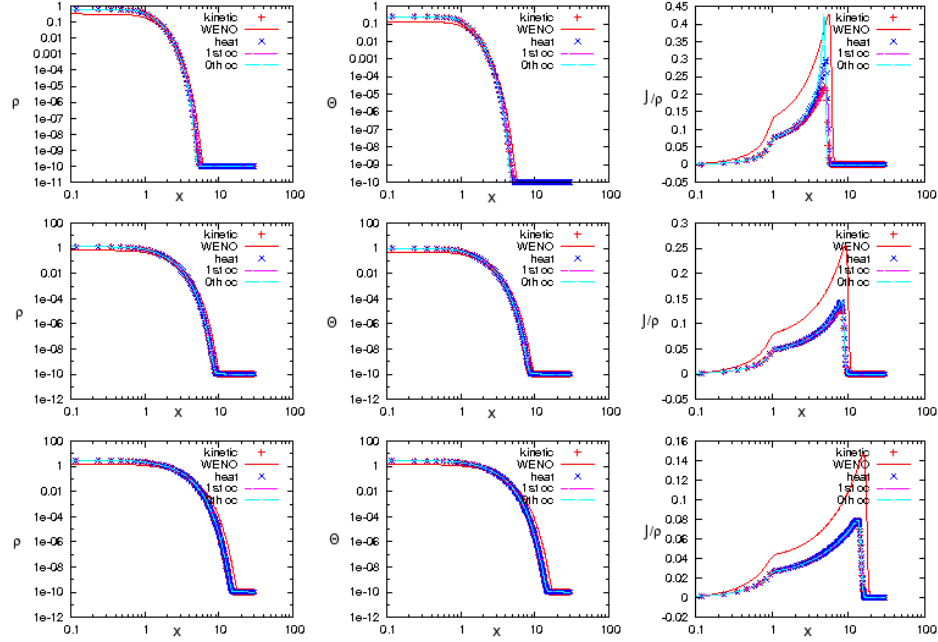 1
0.1
0.01
0.001
1e-04
1e-05
1e-06
1e-07
1e-08
1e-09
1e-10
1e-11
0.1
1
10
100
ρ
x
kinetic
WENO
heat
1st oc
0th oc
1
0.1
0.01
0.001
1e-04
1e-05
1e-06
1e-07
1e-08
1e-09
1e-10
0.1
1
10
100
Θ
x
kinetic
WENO
heat
1st oc
0th oc
0.45
0.4
0.35
0.3
0.25
0.2
0.15
0.1
0.05
0
-0.05
0.1
1
10
100
J/ρ
x
kinetic
WENO
heat
1st oc
0th oc
100
1
0.01
1e-04
1e-06
1e-08
1e-10
1e-12
0.1
1
10
100
ρ
x
kinetic
WENO
heat
1st oc
0th oc
100
1
0.01
1e-04
1e-06
1e-08
1e-10
1e-12
0.1
1
10
100
Θ
x
kinetic
WENO
heat
1st oc
0th oc
0.3
0.25
0.2
0.15
0.1
0.05
0
-0.05
0.1
1
10
100
J/ρ
x
kinetic
WENO
heat
1st oc
0th oc
100
1
0.01
1e-04
1e-06
1e-08
1e-10
1e-12
0.1
1
10
100
ρ
x
kinetic
WENO
heat
1st oc
0th oc
100
1
0.01
1e-04
1e-06
1e-08
1e-10
1e-12
0.1
1
10
100
Θ
x
kinetic
WENO
heat
1st oc
0th oc
0.16
0.14
0.12
0.1
0.08
0.06
0.04
0.02
0
-0.02
0.1
1
10
100
J/ρ
x
kinetic
WENO
heat
1st oc
0th oc